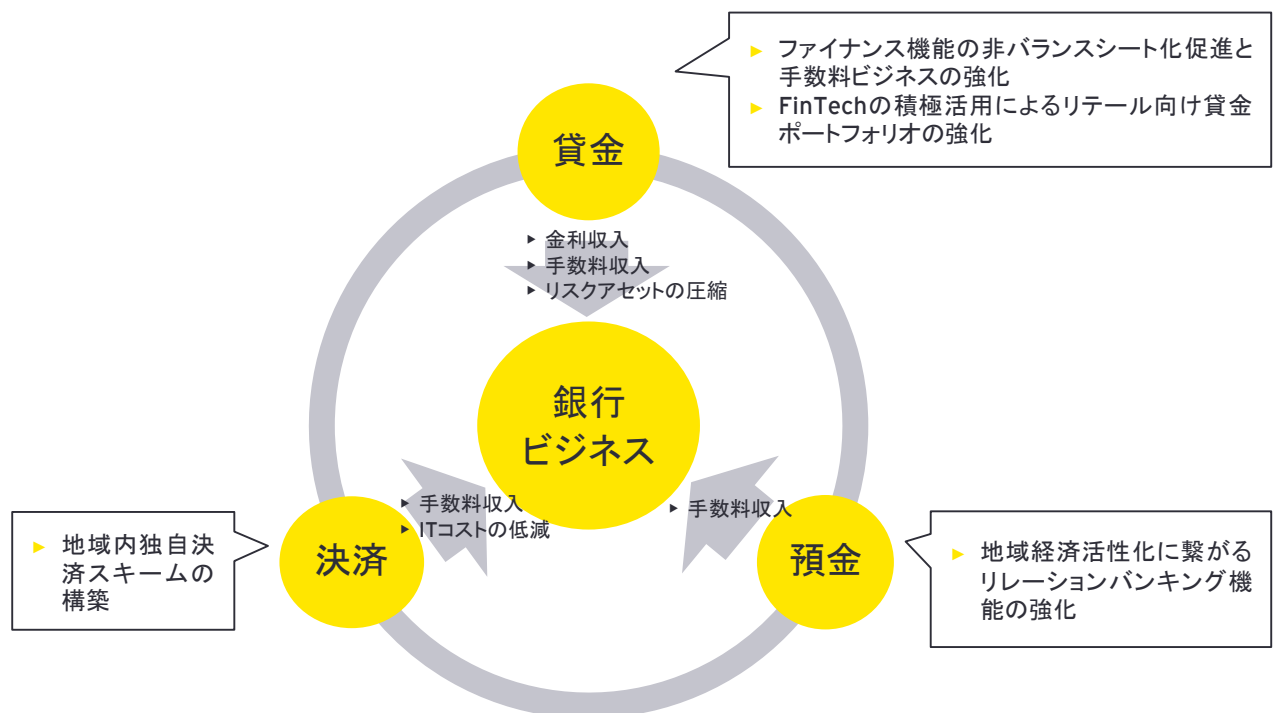 ► ファイナンス機能の非バランスシート化促進と
手数料ビジネスの強化
► FinTechの積極活用によるリテール向け貸金
ポートフォリオの強化
貸金
► 金利収入
► 手数料収入
► リスクアセットの圧縮
銀行
ビジネス
► 手数料収入
► ITコストの低減
► 手数料収入
決済
預金
► 地域内独自決
済スキームの
構築
► 地域経済活性化に繋がる
リレーションバンキング機
能の強化